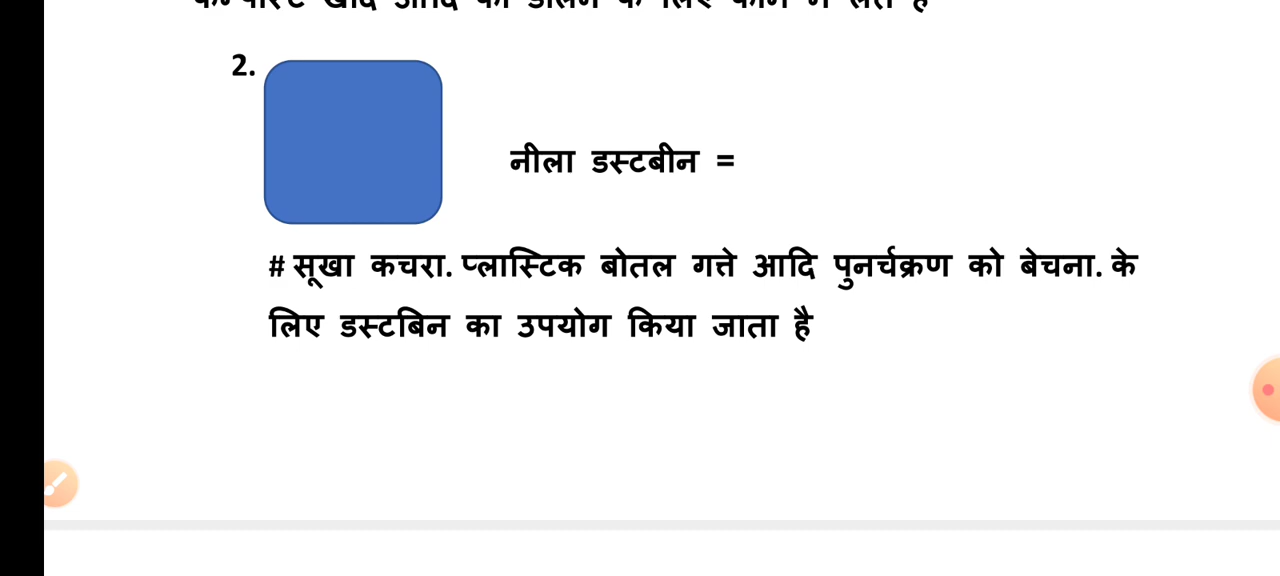 2.
नीला डस्टबीन =
# सूखा कचरा. प्लास्टिक बोतल गत्ते आदि पुनर्चक्रण को बेचना. के
लिए डस्टबिन का उपयोग किया जाता है